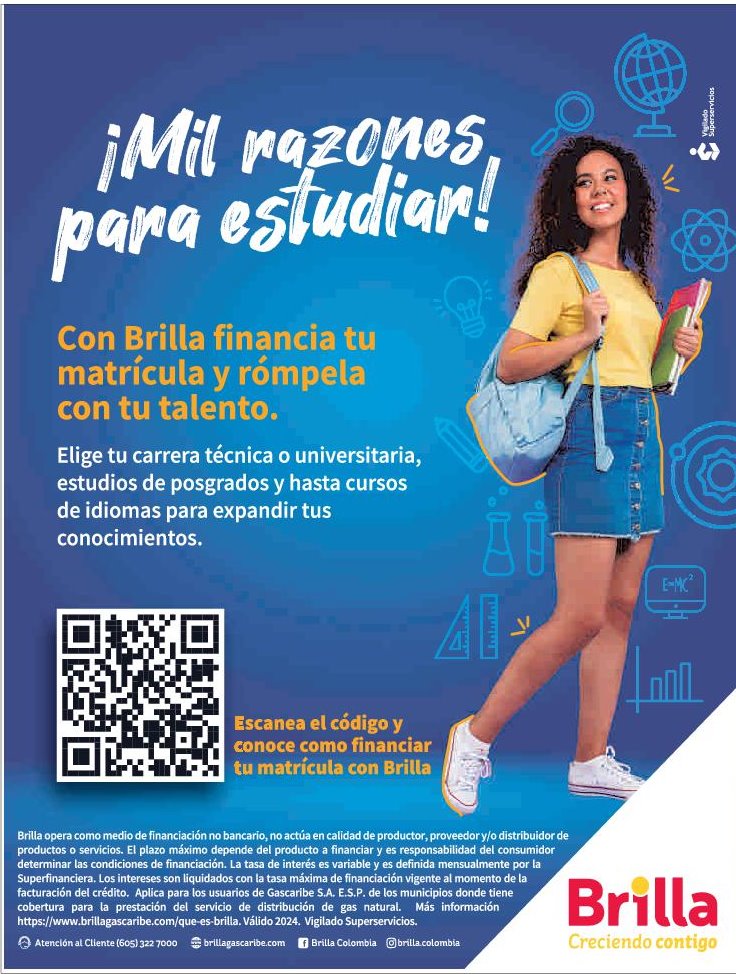 Vigilado
Superservicios
¡Mil razones
para estudiar!
Con Brilla financia tu
matrícula y rómpela
con tu talento.
Elige tu carrera técnica o universitaria,
estudios de posgrados y hasta cursos
de idiomas para expandir tus
conocimientos.
E=MC²
Escanea el código y
conoce como financiar
tu matrícula con Brilla
Brilla opera como medio de financiación no bancario, no actúa en calidad de productor, proveedor y/o distribuidor de
productos o servicios. El plazo máximo depende del producto a financiar y es responsabilidad del consumidor
determinar las condiciones de financiación. La tasa de interés es variable y es definida mensualmente por la
Superfinanciera. Los intereses son liquidados con la tasa máxima de financiación vigente al momento de la
facturación del crédito. Aplica para los usuarios de Gascaribe S.A. E.S.P. de los municipios donde tiene
cobertura para la prestación del servicio de distribución de gas natural. Más información
https://www.brillagascaribe.com/que-es-brilla. Válido 2024. Vigilado Superservicios.
Atención al Cliente (605) 322 7000 brillagascaribe.com Brilla Colombia brilla.colombia
Brilla
Creciendo contigo